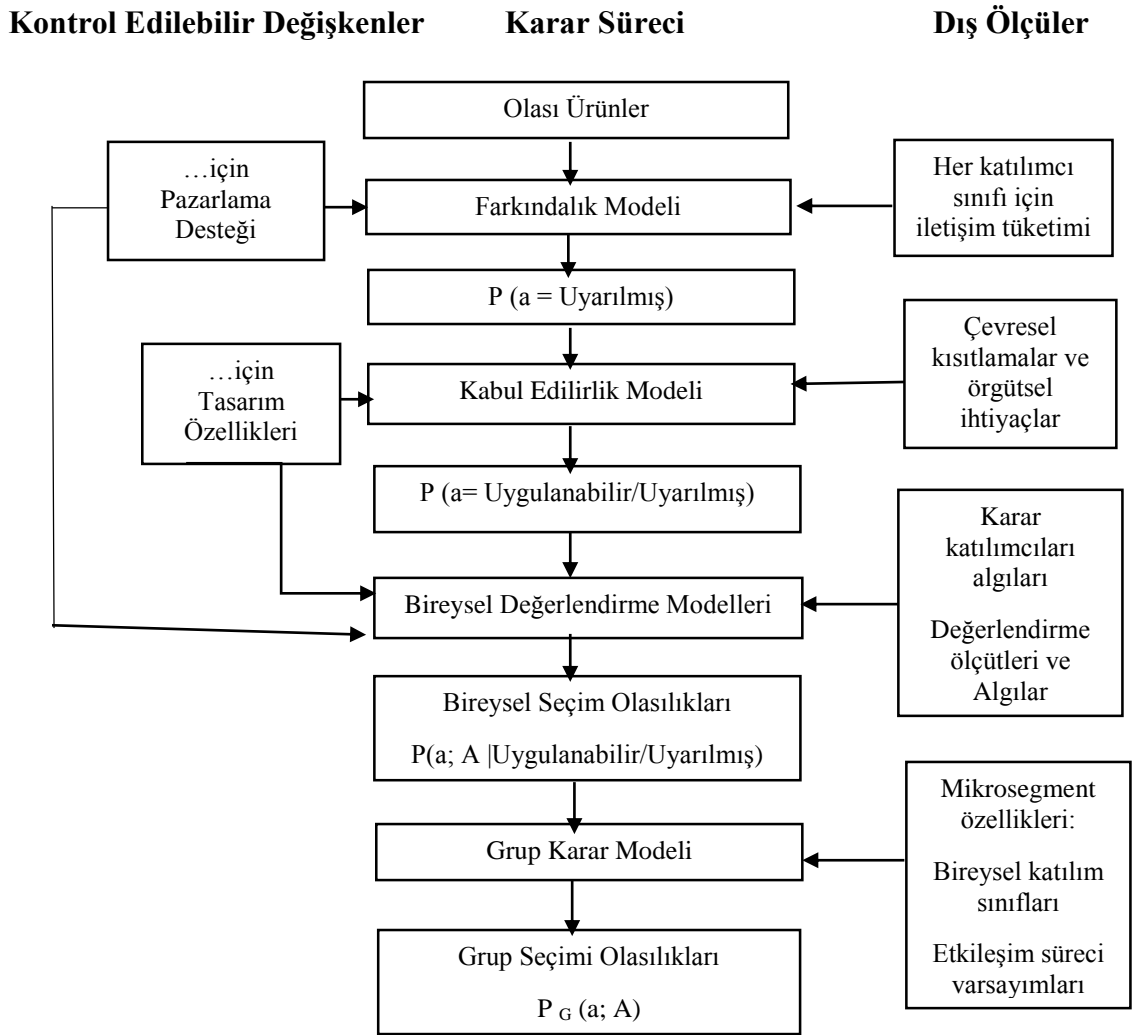 Kontrol Edilebilir Değişkenler
Karar Süreci
Dış Ölçüler
Olası Ürünler
…için
Pazarlama
Desteği
Farkındalık Modeli
Her katılımcı
sınıfı için
iletişim tüketimi
P (a = Uyarılmış)
…için
Tasarım
Özellikleri
Kabul Edilirlik Modeli
Çevresel
kısıtlamalar ve
örgütsel
ihtiyaçlar
P (a= Uygulanabilir/Uyarılmış)
Bireysel Değerlendirme Modelleri
Karar
katılımcıları
algıları
Değerlendirme
ölçütleri ve
Algılar
Bireysel Seçim Olasılıkları
P(a; A |Uygulanabilir/Uyarılmış)
Grup Karar Modeli
Mikrosegment
özellikleri:
Bireysel katılım
sınıfları
Etkileşim süreci
varsayımları
Grup Seçimi Olasılıkları
P G (a; A)